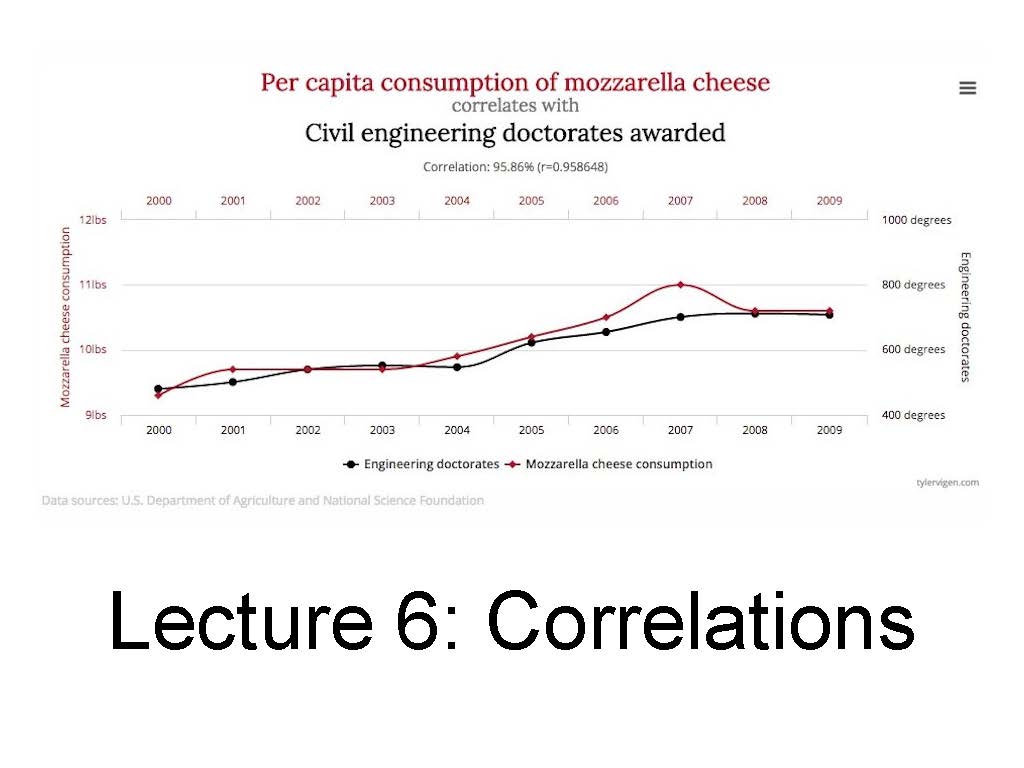 Per capita consumption of mozzarella cheese
correlates with
Civil engineering doctorates awarded
Correlation: 95.86% (r=0.958648)
2000 2001 2002 2003 2004 2005 2006 2007 2008 2009
12lbs
11lbs
10lbs
9lbs
Mozzarella cheese consumption
1000 degrees
800 degrees
600 degrees
400 degrees
Engineering doctorates
2000 2001 2002 2003 2004 2005 2006 2007 2008 2009
Engineering doctorates Mozzarella cheese consumption
tylervigen.com
Data sources: U.S. Department of Agriculture and National Science Foundation
Lecture 6: Correlations